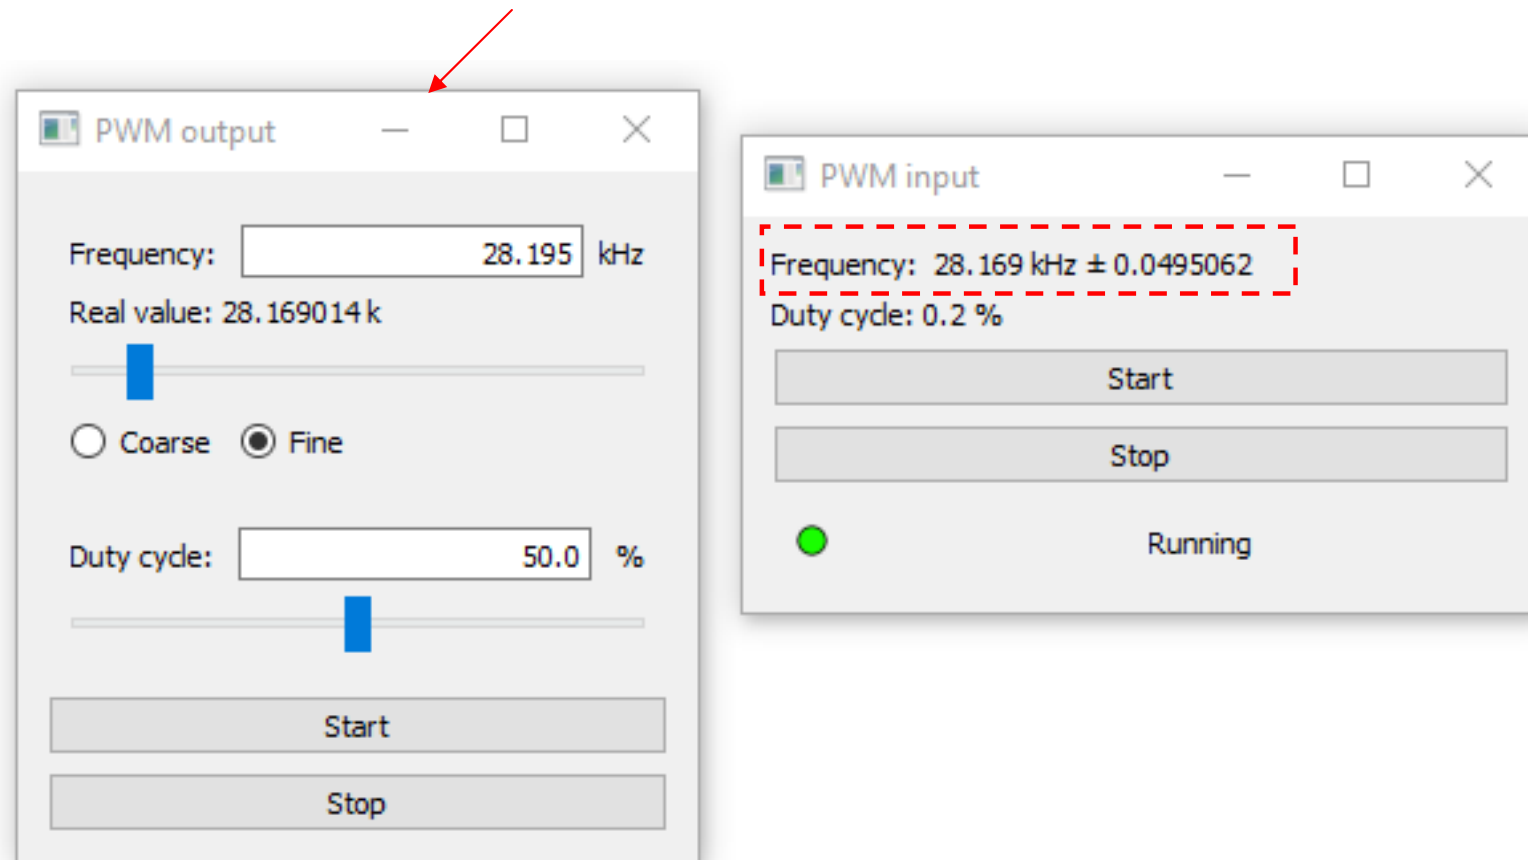 PWM output
Frequency: 28.195 kHz
Real value: 28.169014 k
Coarse Fine
Duty cycle: 50.0 %
Start
Stop
PWM input
Frequency: 28.169 kHz ± 0.0495062
Duty cycle: 0.2 %
Start
Stop
Running